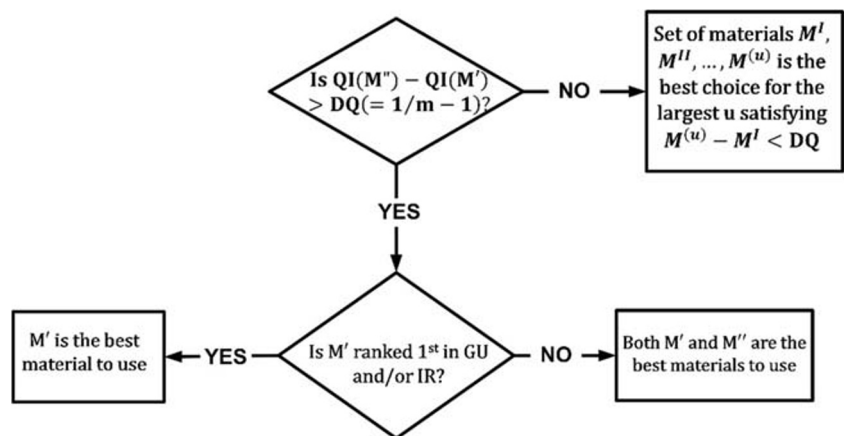 Is QI(M") − QI(M′)
> DQ(= 1/m − 1)?
NO
Set of materials M^I,
M^II, ..., M^(u) is the
best choice for the
largest u satisfying
M^(u) − M^I < DQ
YES
M′ is the best
material to use
YES
Is M′ ranked 1st in GU
and/or IR?
NO
Both M′ and M′′ are the
best materials to use